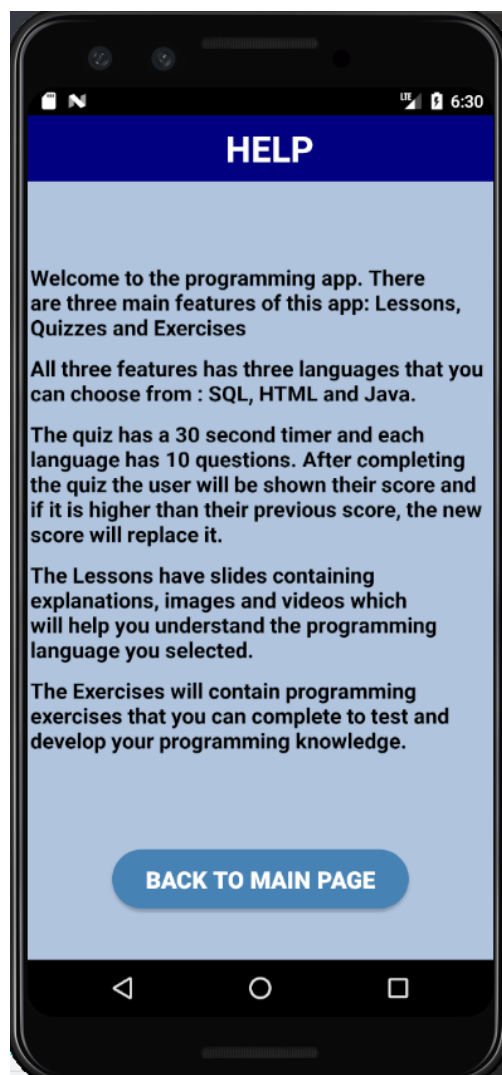 LTE 6:30
HELP
Welcome to the programming app. There
are three main features of this app: Lessons,
Quizzes and Exercises
All three features has three languages that you
can choose from : SQL, HTML and Java.
The quiz has a 30 second timer and each
language has 10 questions. After completing
the quiz the user will be shown their score and
if it is higher than their previous score, the new
score will replace it.
The Lessons have slides containing
explanations, images and videos which
will help you understand the programming
language you selected.
The Exercises will contain programming
exercises that you can complete to test and
develop your programming knowledge.
BACK TO MAIN PAGE